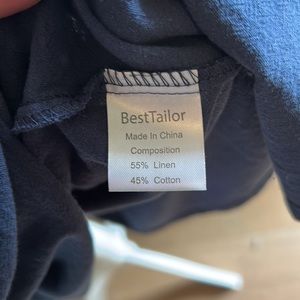 BestTailor
Made In China
Composition
55% Linen
45% Cotton